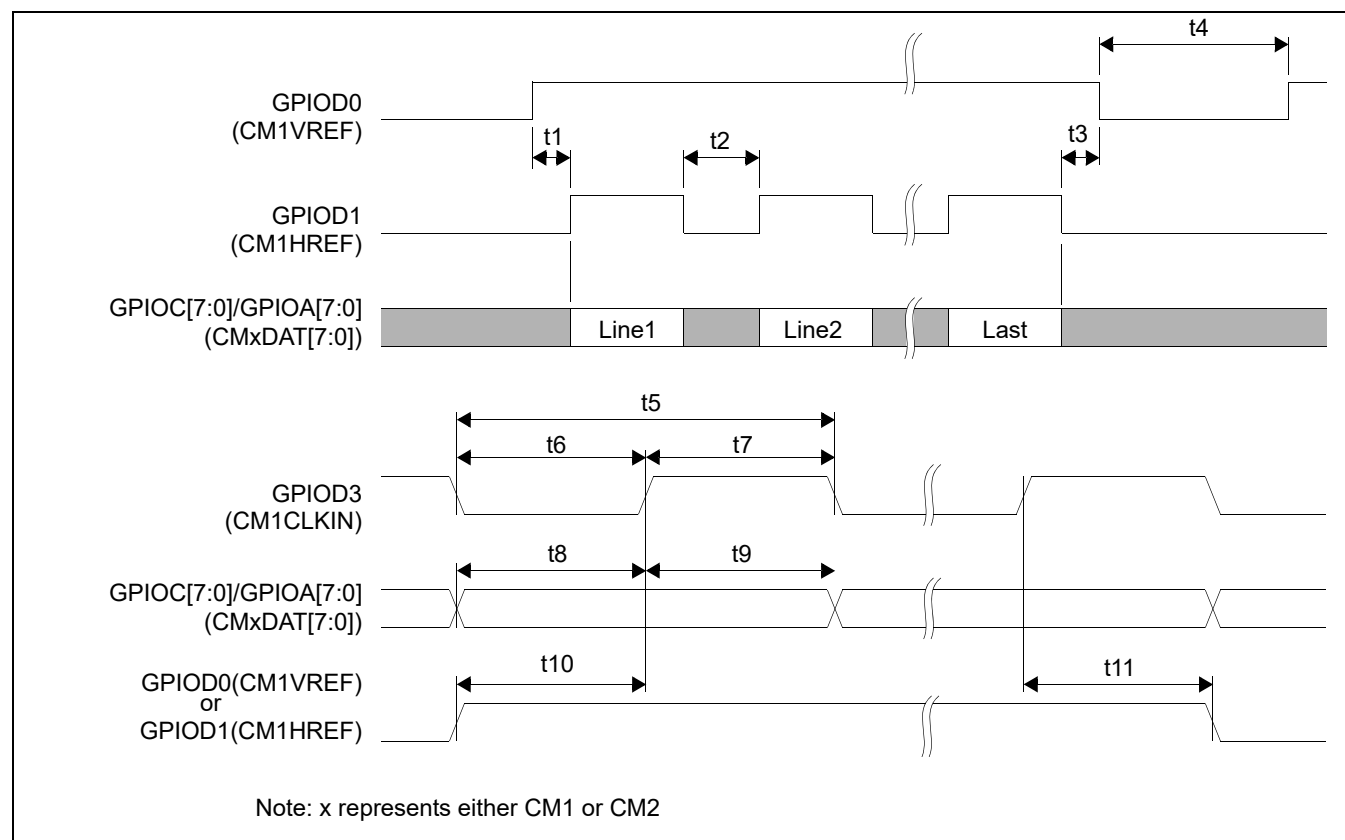 t4
GPIOD0
(CM1VREF)
t1
t2
t3
GPIOD1
(CM1HREF)
GPIOC[7:0]/GPIOA[7:0]
(CMxDAT[7:0])
Line1
Line2
Last
t5
t6
t7
GPIOD3
(CM1CLKIN)
t8
t9
GPIOC[7:0]/GPIOA[7:0]
(CMxDAT[7:0])
t10
t11
GPIOD0(CM1VREF)
or
GPIOD1(CM1HREF)
Note: x represents either CM1 or CM2